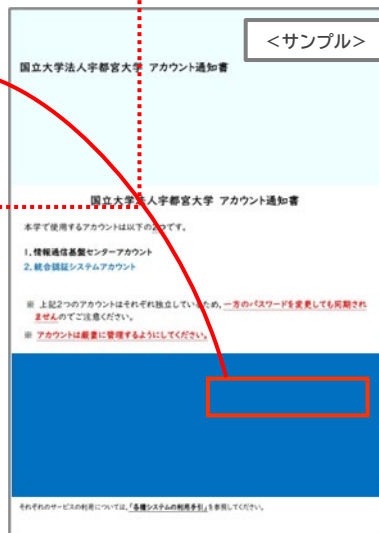 <サンプル>
国立大学法人宇都宮大学 アカウント通知書
国立大学法人宇都宮大学 アカウント通知書
本学で使用するアカウントは以下の2つです。
1. 情報通信基盤センターアカウント
2. 統合認証システムアカウント
※ 上記2つのアカウントはそれぞれ独立しているため,一方のパスワードを変更しても同期され
ませんのでご注意ください。
※ アカウントは厳重に管理するようにしてください。
それぞれのサービスの利用については,「各種システムの利用手引」を参照してください。